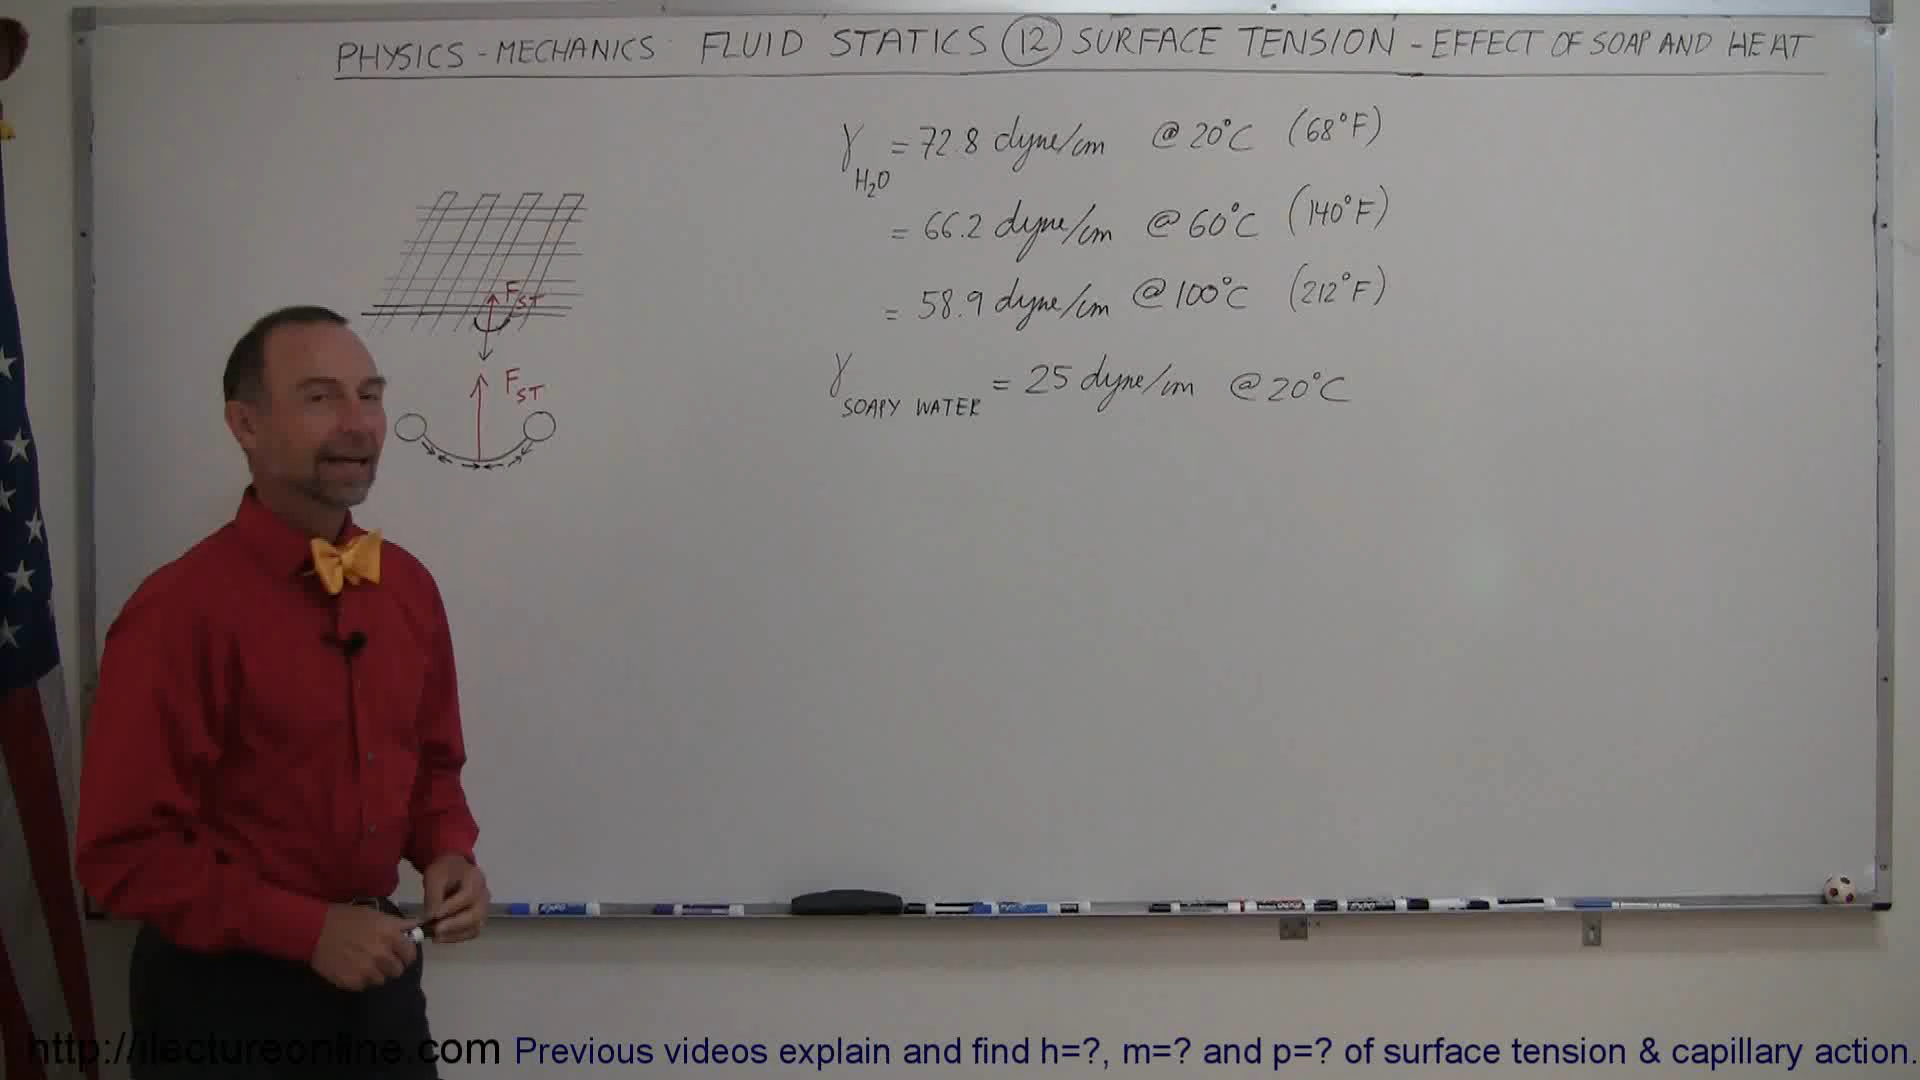 PHYSICS - MECHANICS FLUID STATICS 12 SURFACE TENSION - EFFECT OF SOAP AND HEAT
γH₂O = 72.8 dyne/cm @ 20°C (68°F)
= 66.2 dyne/cm @ 60°C (140°F)
= 58.9 dyne/cm @ 100°C (212°F)
γSOAPY WATER = 25 dyne/cm @ 20°C
FST
FST
http://ilectureonline.com Previous videos explain and find h=?, m=? and p=? of surface tension & capillary action.